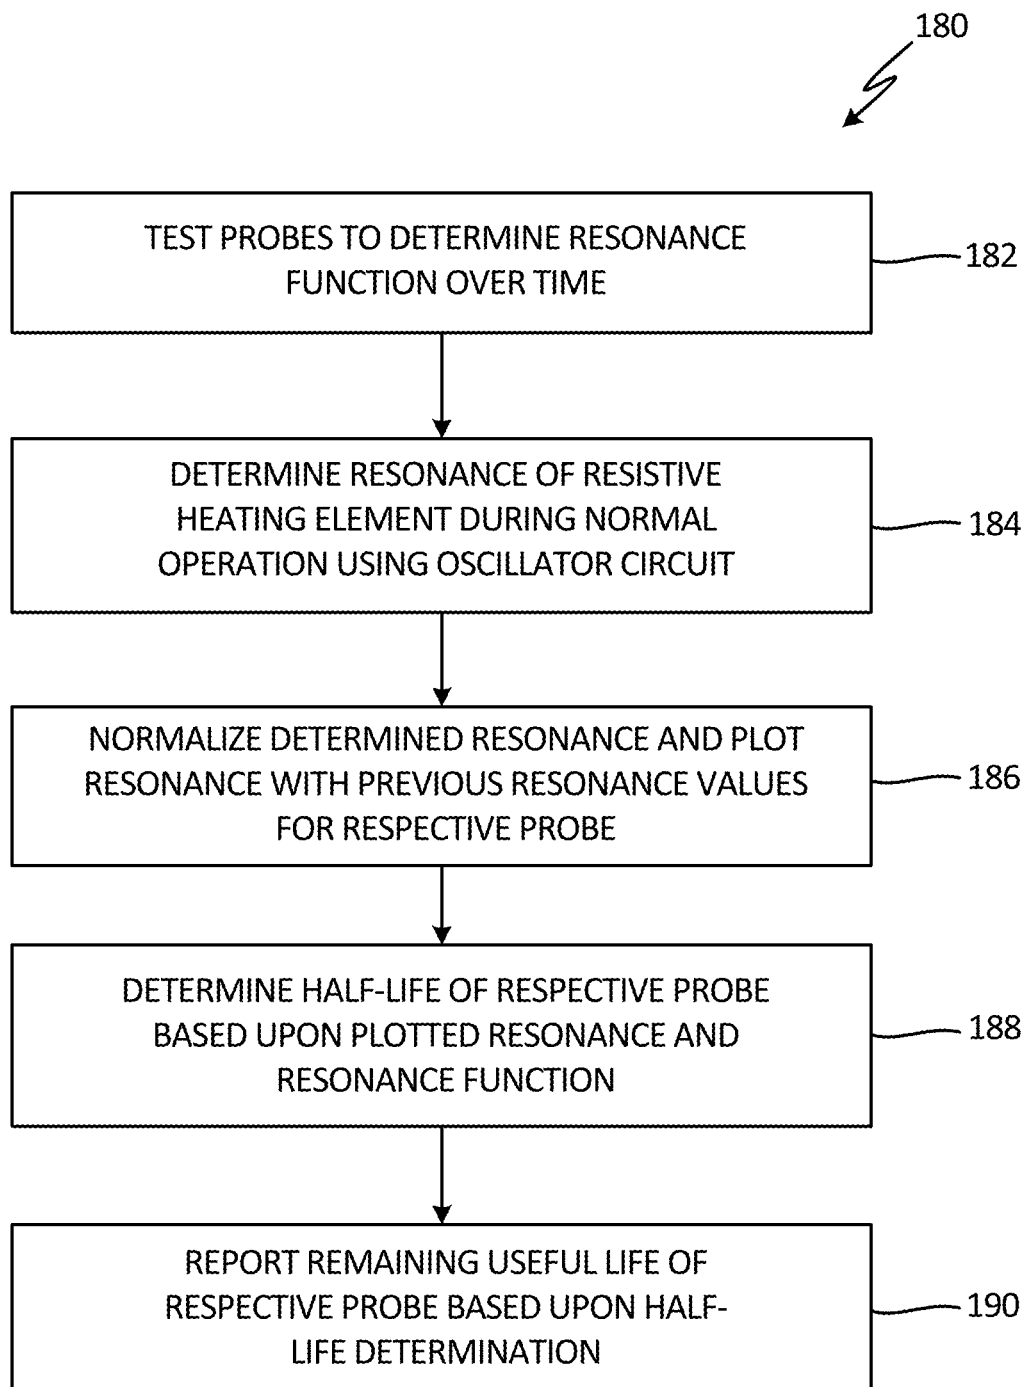 180
TEST PROBES TO DETERMINE RESONANCE
FUNCTION OVER TIME
182
DETERMINE RESONANCE OF RESISTIVE
HEATING ELEMENT DURING NORMAL
OPERATION USING OSCILLATOR CIRCUIT
184
NORMALIZE DETERMINED RESONANCE AND PLOT
RESONANCE WITH PREVIOUS RESONANCE VALUES
FOR RESPECTIVE PROBE
186
DETERMINE HALF-LIFE OF RESPECTIVE PROBE
BASED UPON PLOTTED RESONANCE AND
RESONANCE FUNCTION
188
REPORT REMAINING USEFUL LIFE OF
RESPECTIVE PROBE BASED UPON HALF-
LIFE DETERMINATION
190